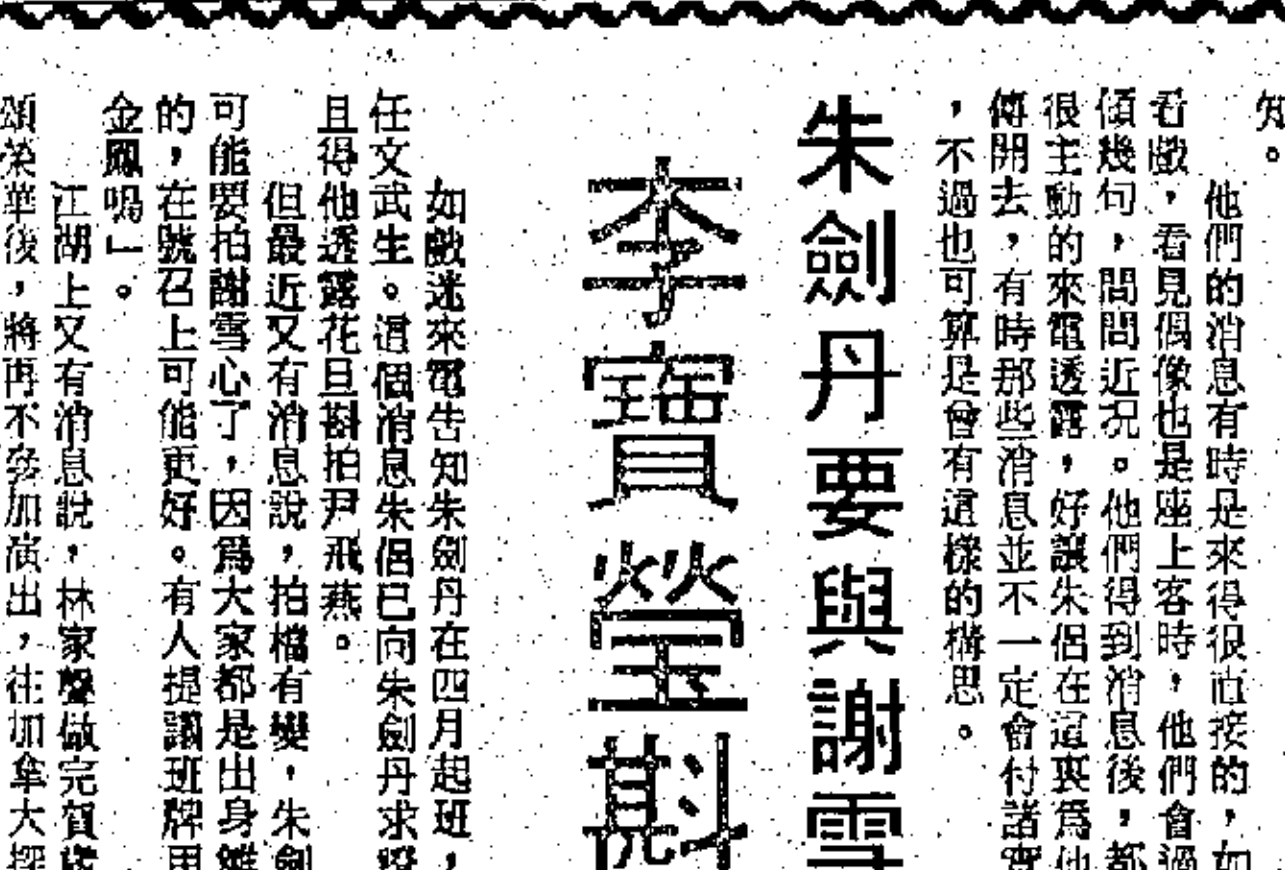 知。
他們的消息有時是來得很直接的，如
看戲，看見偶像也是座上客時，他們會過
傾幾句，問問近況。他們得到消息後，都
很主動的來電透露，好讓朱侶在這裏爲他
傳開去，有時那些消息並不一定會付諸實
，不過也可算是會有這樣的構思。
朱劍丹要與謝雪
李寶瑩斟
如戲迷來電告知朱劍丹在四月起班，
任文武生。這個消息朱侶已向朱劍丹求證
且得他透露花旦斟拍尹飛燕。
但最近又有消息說，拍檔有變，朱劍
可能要拍謝雪心了，因爲大家都是出身雛
的，在號召上可能更好。有人提議班牌用
金鳳鳴」。
江湖上又有消息說，林家聲做完賀歲
頌榮華後，將再不參加演出，往加拿大探